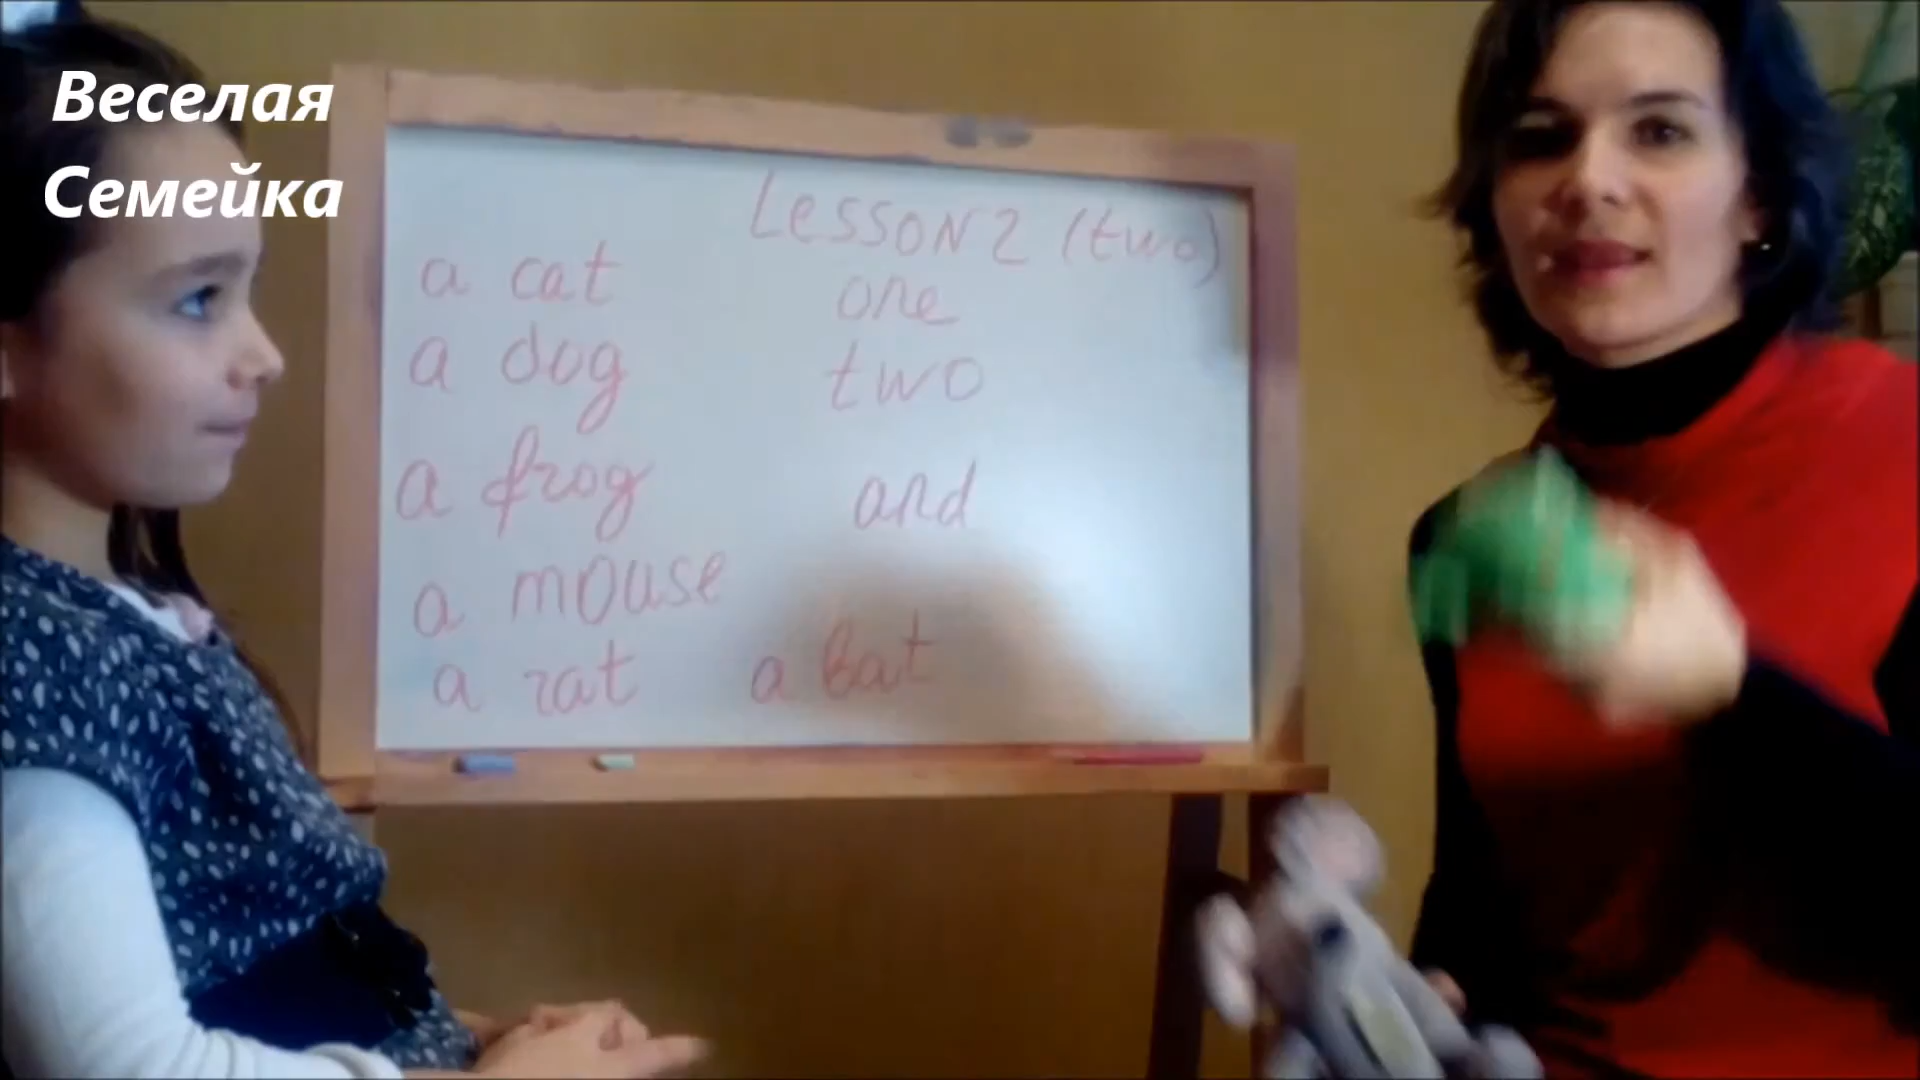 Веселая
Семейка
Lesson 2 (two)
a cat
a dog
a frog
a mouse
a rat
one
two
and
a bat